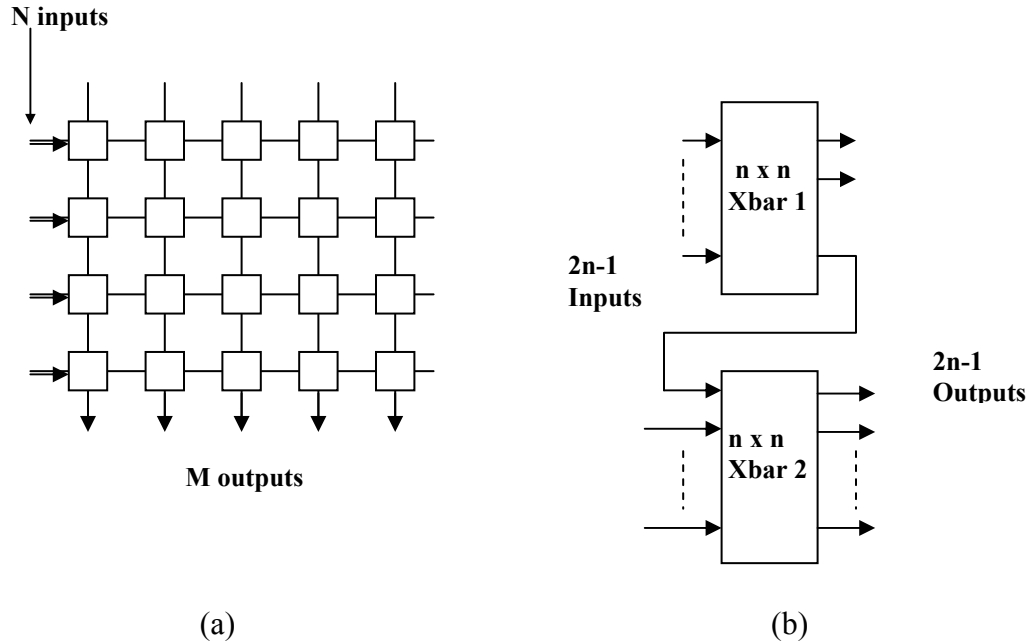 N inputs
M outputs
(a)
n x n
Xbar 1
2n-1
Inputs
2n-1
Outputs
n x n
Xbar 2
(b)